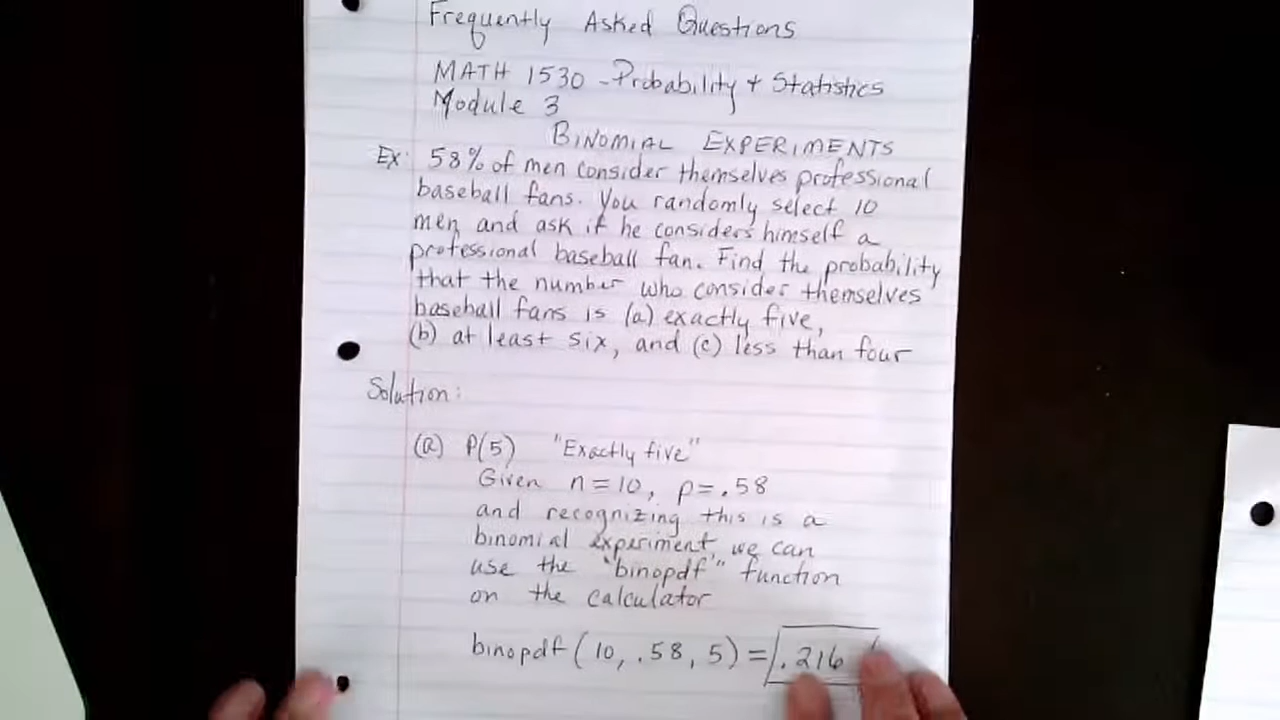 Frequently Asked Questions
MATH 1530 - Probability + Statistics
Module 3
BINOMIAL EXPERIMENTS
Ex: 58% of men consider themselves professional
baseball fans. You randomly select 10
men and ask if he considers himself a
professional baseball fan. Find the probability
that the number who consider themselves
baseball fans is (a) exactly five,
(b) at least six, and (c) less than four
Solution:
(a) P(5) "Exactly five"
Given n=10, p=.58
and recognizing this is a
binomial experiment, we can
use the "binopdf" function
on the calculator
binopdf (10, .58, 5) = .216